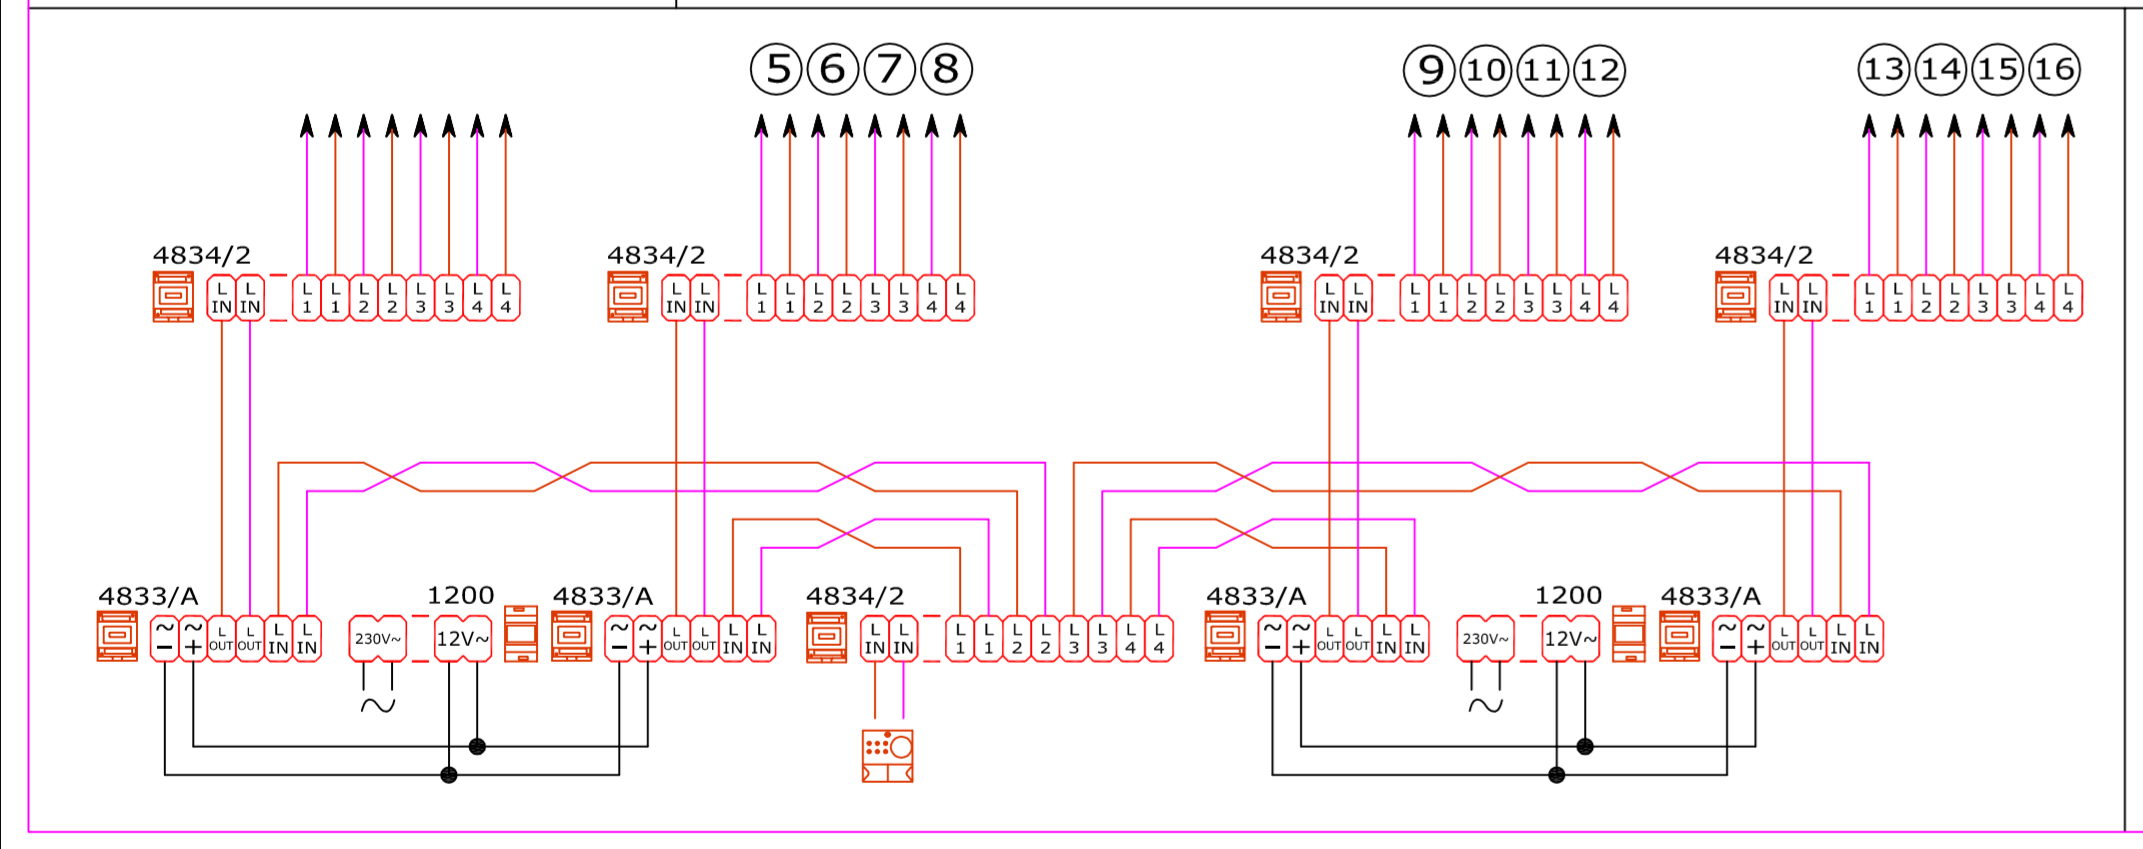 5 6 7 8 9 10 11 12 13 14 15 16
4834/2 4834/2 4834/2 4834/2
L IN L IN L 1 L 1 L 2 L 2 L 3 L 3 L 4 L 4
L IN L IN L 1 L 1 L 2 L 2 L 3 L 3 L 4 L 4
L IN L IN L 1 L 1 L 2 L 2 L 3 L 3 L 4 L 4
L IN L IN L 1 L 1 L 2 L 2 L 3 L 3 L 4 L 4
4833/A 1200 4833/A 4834/2 4833/A 1200 4833/A
~ − ~ + L OUT L OUT L IN L IN
230V~ 12V~
~ − ~ + L OUT L OUT L IN L IN
L IN L IN L 1 L 1 L 2 L 2 L 3 L 3 L 4 L 4
~ − ~ + L OUT L OUT L IN L IN
230V~ 12V~
~ − ~ + L OUT L OUT L IN L IN
~ ~